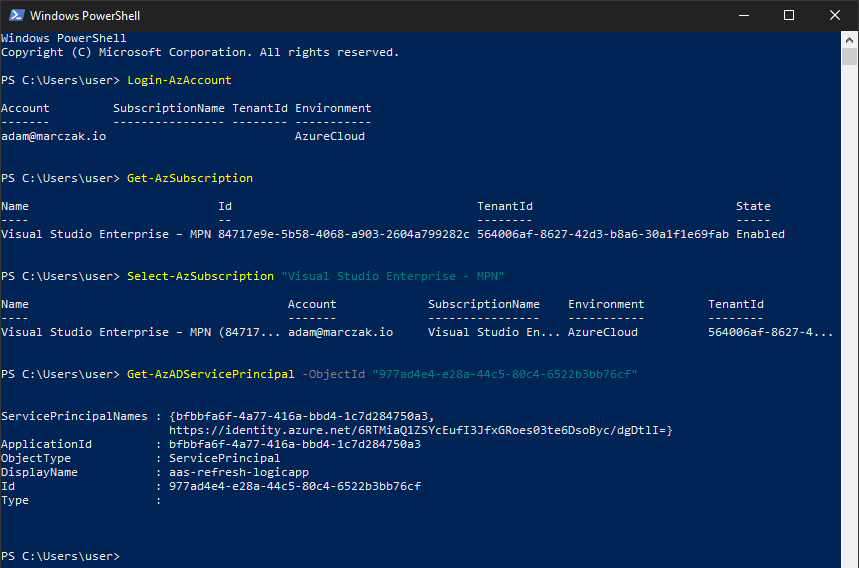 Windows PowerShell
Windows PowerShell
Copyright (C) Microsoft Corporation. All rights reserved.
PS C:\Users\user> Login-AzAccount
Account SubscriptionName TenantId Environment
------- ---------------- -------- -----------
adam@marczak.io AzureCloud
PS C:\Users\user> Get-AzSubscription
Name Id TenantId State
---- -- -------- -----
Visual Studio Enterprise – MPN 84717e9e-5b58-4068-a903-2604a799282c 564006af-8627-42d3-b8a6-30a1f1e69fab Enabled
PS C:\Users\user> Select-AzSubscription "Visual Studio Enterprise - MPN"
Name Account SubscriptionName Environment TenantId
---- ------- ---------------- ----------- --------
Visual Studio Enterprise – MPN (84717... adam@marczak.io Visual Studio En... AzureCloud 564006af-8627-4...
PS C:\Users\user> Get-AzADServicePrincipal -ObjectId "977ad4e4-e28a-44c5-80c4-6522b3bb76cf"
ServicePrincipalNames : {bfbbfa6f-4a77-416a-bbd4-1c7d284750a3,
https://identity.azure.net/6RTMiaQ1ZSYcEufI3JfxGRoes03te6DsoByc/dgDtlI=}
ApplicationId : bfbbfa6f-4a77-416a-bbd4-1c7d284750a3
ObjectType : ServicePrincipal
DisplayName : aas-refresh-logicapp
Id : 977ad4e4-e28a-44c5-80c4-6522b3bb76cf
Type :
PS C:\Users\user>